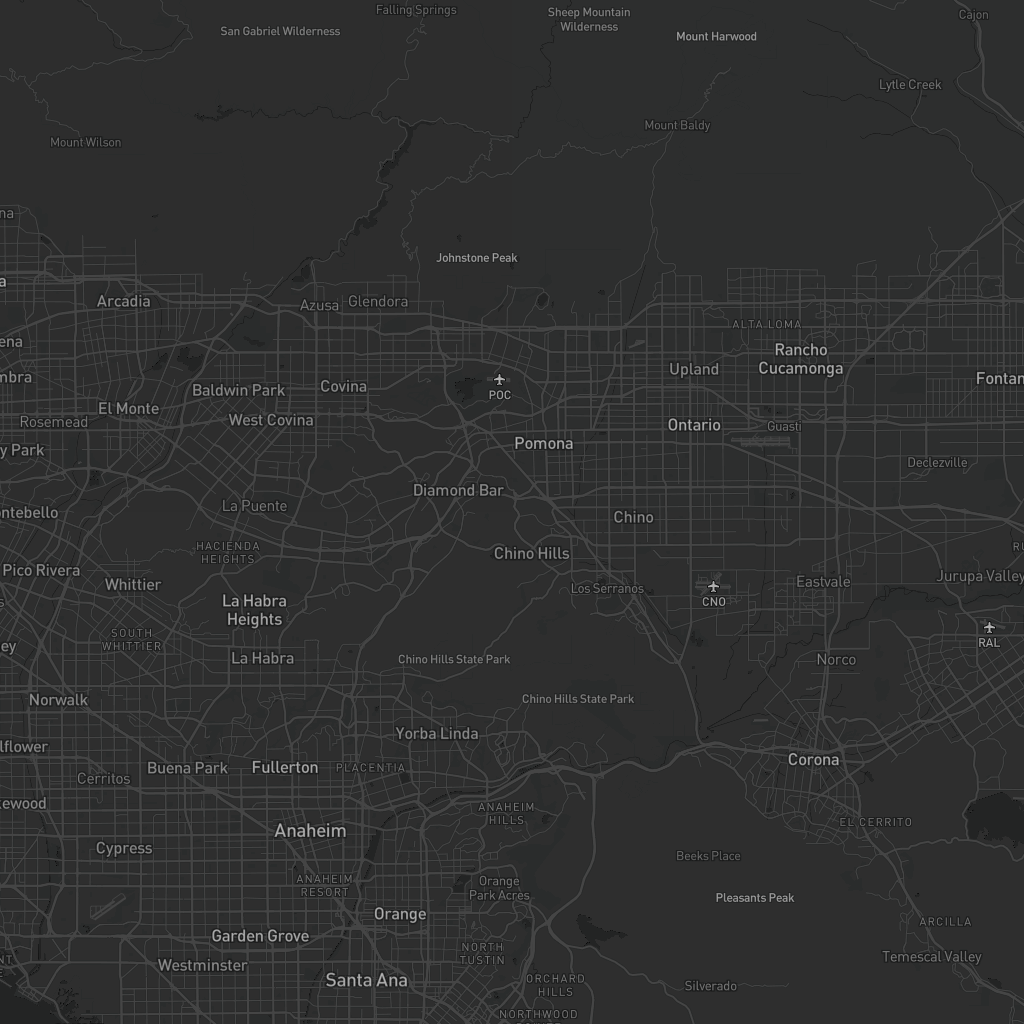 Falling Springs
Sheep Mountain
Wilderness
Cajon
San Gabriel Wilderness
Mount Harwood
Lytle Creek
Mount Baldy
Mount Wilson
Johnstone Peak
Arcadia
Azusa
Glendora
ALTA LOMA
Rancho
Cucamonga
Upland
POC
Baldwin Park
Covina
El Monte
Rosemead
West Covina
Ontario
Guasti
Pomona
y Park
Declezville
Diamond Bar
La Puente
ntebello
Chino
HACIENDA
HEIGHTS
Chino Hills
Pico Rivera
Whittier
Los Serranos
CNO
Eastvale
Jurupa Valley
La Habra
Heights
SOUTH
WHITTIER
RAL
La Habra
Chino Hills State Park
Norco
Norwalk
Chino Hills State Park
Yorba Linda
lflower
Buena Park
Fullerton
PLACENTIA
Corona
Cerritos
kewood
ANAHEIM
HILLS
EL CERRITO
Anaheim
Cypress
Beeks Place
ANAHEIM
RESORT
Orange
Park Acres
Pleasants Peak
Orange
ARCILLA
Garden Grove
NORTH
TUSTIN
Temescal Valley
Westminster
Santa Ana
ORCHARD
HILLS
Silverado
NORTHWOOD